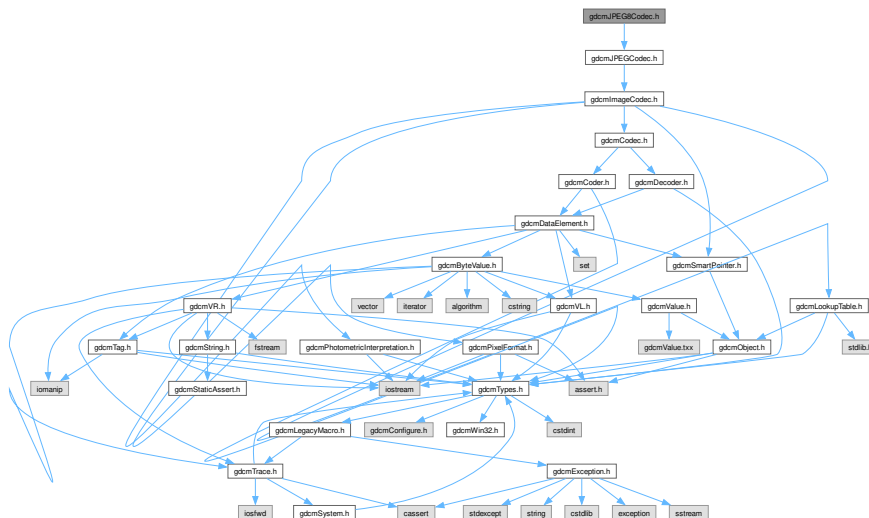 gdcmJPEG8Codec.h
gdcmJPEGCodec.h
gdcmImageCodec.h
gdcmCodec.h
gdcmCoder.h
gdcmDecoder.h
gdcmDataElement.h
gdcmByteValue.h
set
gdcmSmartPointer.h
gdcmVR.h
vector
iterator
algorithm
cstring
gdcmVL.h
gdcmValue.h
gdcmLookupTable.h
gdcmTag.h
gdcmString.h
fstream
gdcmPhotometricInterpretation.h
gdcmPixelFormat.h
gdcmValue.txx
gdcmObject.h
stdlib.h
iomanip
gdcmStaticAssert.h
iostream
gdcmTypes.h
assert.h
gdcmLegacyMacro.h
gdcmConfigure.h
gdcmWin32.h
cstdint
gdcmTrace.h
gdcmException.h
iosfwd
gdcmSystem.h
cassert
stdexcept
string
cstdlib
exception
sstream